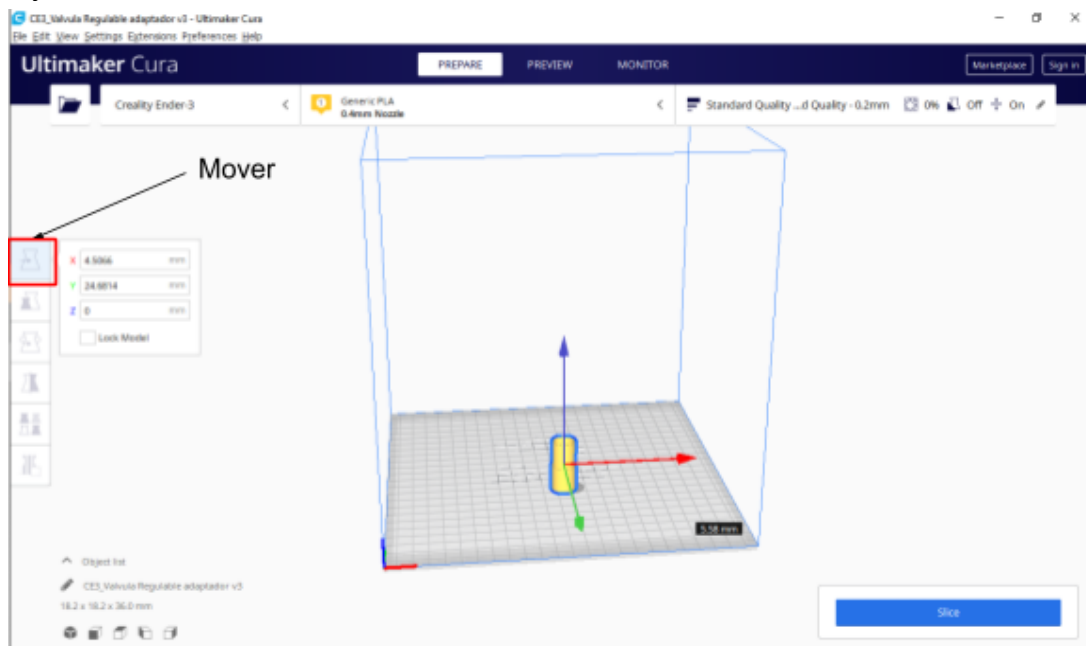 CE3_Valvula Regulable adaptador v3 - Ultimaker Cura
File Edit View Settings Extensions Preferences Help
Ultimaker Cura
PREPARE PREVIEW MONITOR
Marketplace Sign in
Creality Ender-3
Generic PLA
0.4mm Nozzle
Standard Quality ...d Quality - 0.2mm 0% Off On
Mover
X 4.5066 mm
Y 24.6814 mm
Z 0 mm
Lock Model
5.58 mm
Object list
CE3_Valvula Regulable adaptador v3
18.2 x 18.2 x 36.0 mm
Slice